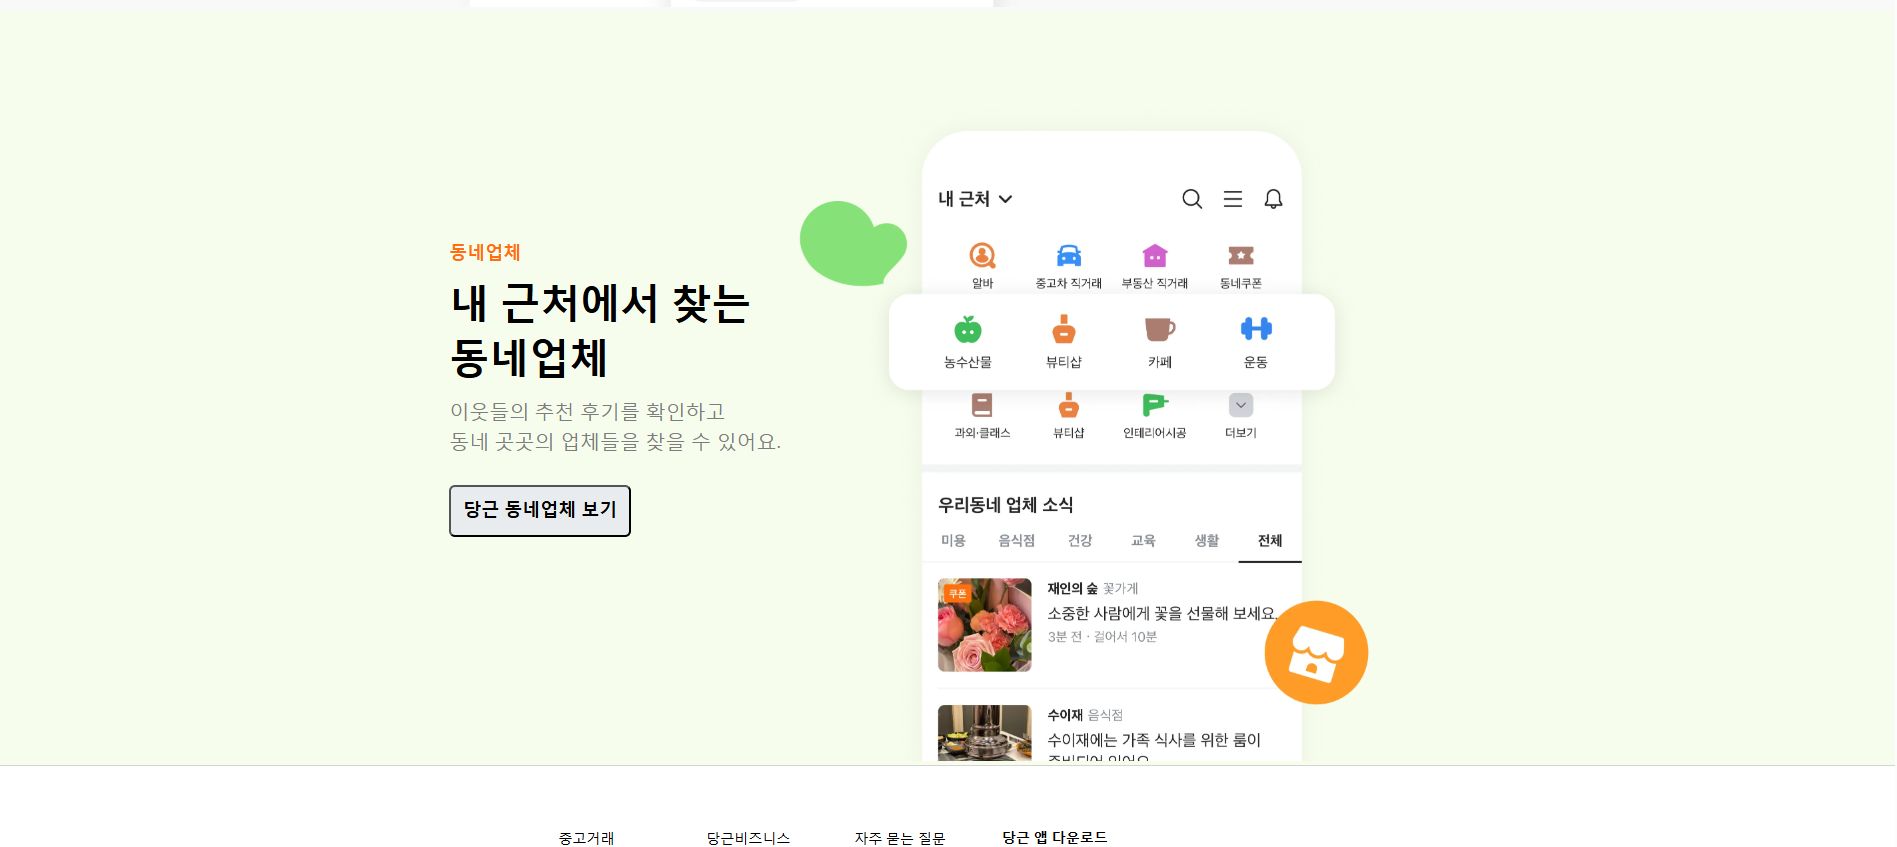 동네업체
내 근처에서 찾는
동네업체
이웃들의 추천 후기를 확인하고
동네 곳곳의 업체들을 찾을 수 있어요.
당근 동네업체 보기
내 근처
알바 중고차 직거래 부동산 직거래 동네쿠폰
농수산물 뷰티샵 카페 운동
과외·클래스 뷰티샵 인테리어시공 더보기
우리동네 업체 소식
미용 음식점 건강 교육 생활 전체
쿠폰
재인의 숲 꽃가게
소중한 사람에게 꽃을 선물해 보세요.
3분 전 · 걸어서 10분
수이재 음식점
수이재에는 가족 식사를 위한 룸이
중고거래 당근비즈니스 자주 묻는 질문 당근 앱 다운로드